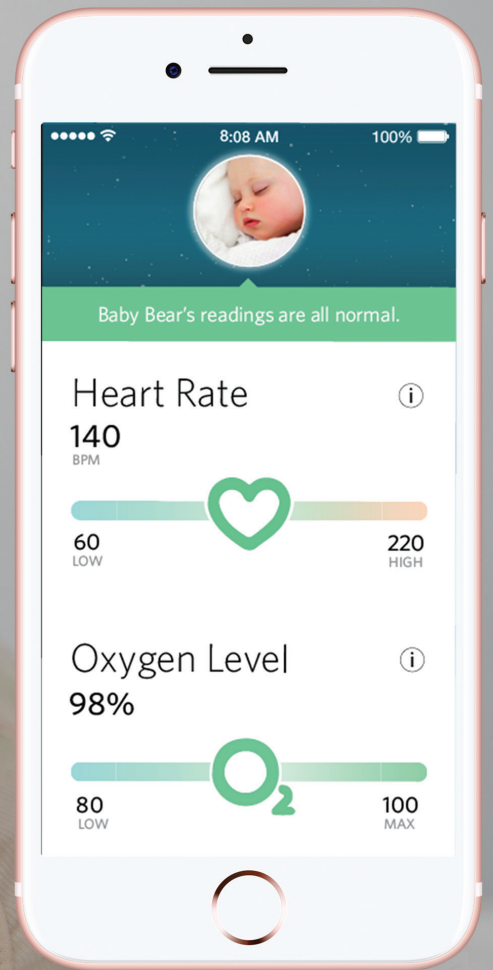 8:08 AM 100%
Baby Bear's readings are all normal.
Heart Rate i
140
BPM
60 220
LOW HIGH
Oxygen Level i
98%
O2
80 100
LOW MAX